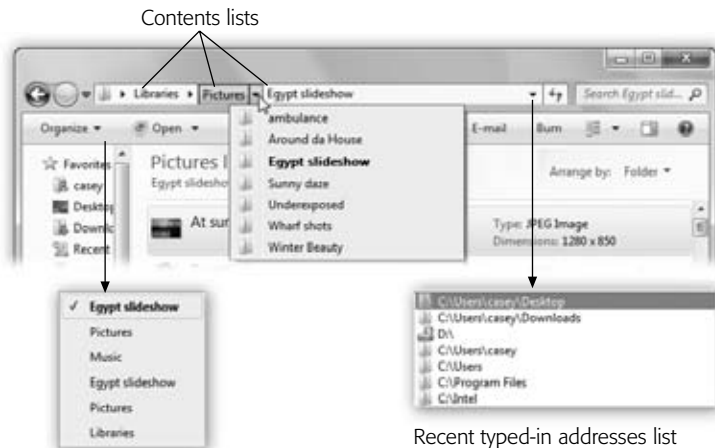 Contents lists
Libraries Pictures Egypt slideshow Search Egypt slid...
Organize Open E-mail Burn
ambulance
Around da House
Egypt slideshow
Sunny daze
Underexposed
Wharf shots
Winter Beauty
Favorites
casey
Desktop
Downlc
Recent
Pictures l
Egypt slidesho
Arrange by: Folder
At sur
Type: JPEG Image
Dimensions: 1280 x 850
✓ Egypt slideshow
Pictures
Music
Egypt slideshow
Pictures
Libraries
C:\Users\casey\Desktop
C:\Users\casey\Downloads
D:\
C:\Users\casey
C:\Users
C:\Program Files
C:\Intel
Recent typed-in addresses list